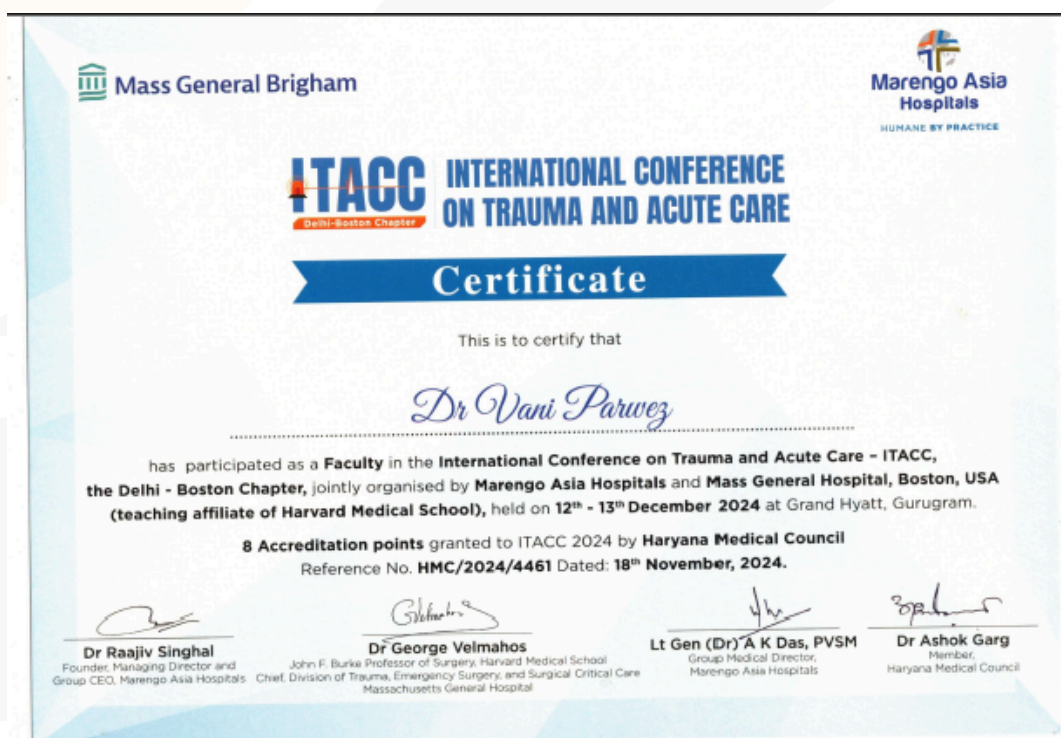 Mass General Brigham
Marengo Asia
Hospitals
HUMANE BY PRACTICE
ITACC
Delhi-Boston Chapter
INTERNATIONAL CONFERENCE
ON TRAUMA AND ACUTE CARE
Certificate
This is to certify that
Dr Vani Parwez
has participated as a Faculty in the International Conference on Trauma and Acute Care – ITACC,
the Delhi - Boston Chapter, jointly organised by Marengo Asia Hospitals and Mass General Hospital, Boston, USA
(teaching affiliate of Harvard Medical School), held on 12th - 13th December 2024 at Grand Hyatt, Gurugram.
8 Accreditation points granted to ITACC 2024 by Haryana Medical Council
Reference No. HMC/2024/4461 Dated: 18th November, 2024.
Dr Raajiv Singhal
Founder, Managing Director and
Group CEO, Marengo Asia Hospitals
Dr George Velmahos
John F. Burke Professor of Surgery, Harvard Medical School
Chief, Division of Trauma, Emergency Surgery, and Surgical Critical Care
Massachusetts General Hospital
Lt Gen (Dr) A K Das, PVSM
Group Medical Director,
Marengo Asia Hospitals
Dr Ashok Garg
Member,
Haryana Medical Council